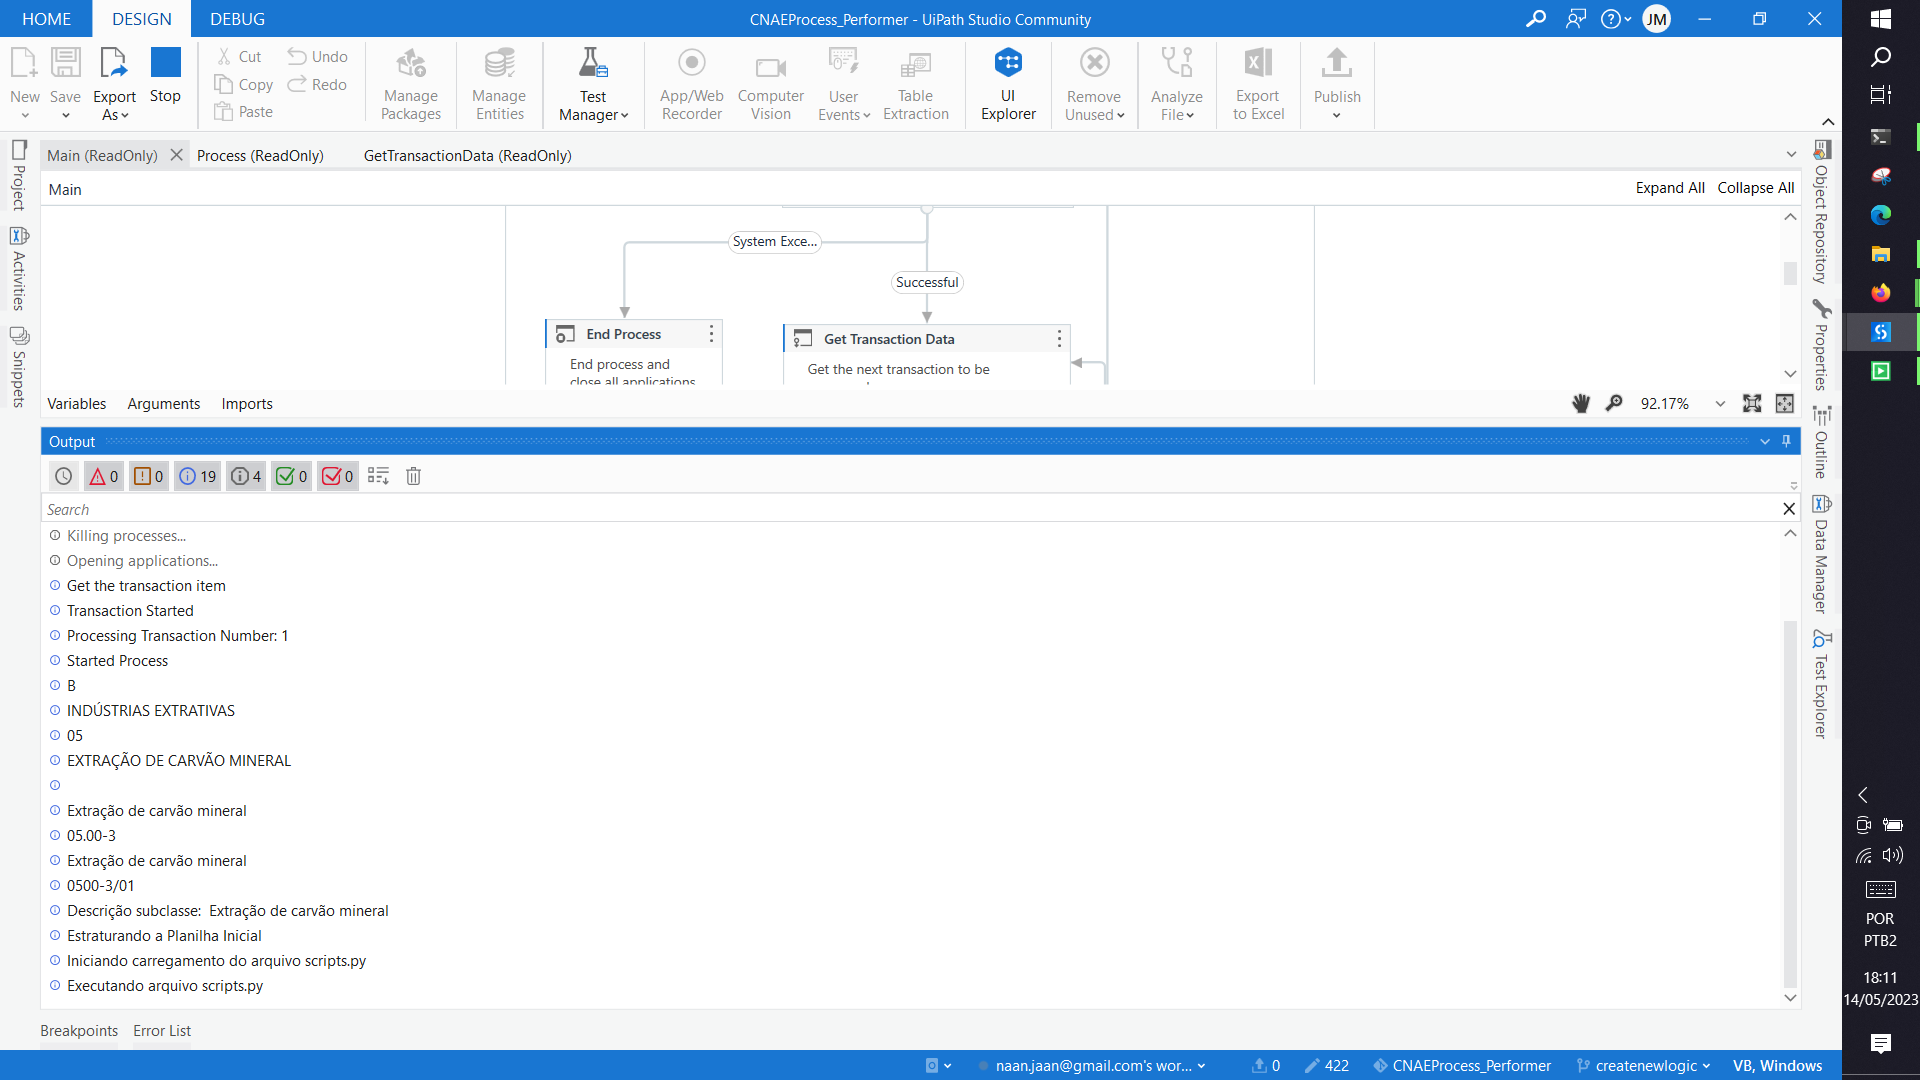 HOME DESIGN DEBUG CNAEProcess_Performer - UiPath Studio Community JM
New Save Export As Stop
Cut Copy Paste Undo Redo
Manage Packages Manage Entities Test Manager App/Web Recorder Computer Vision User Events Table Extraction UI Explorer Remove Unused Analyze File Export to Excel Publish
Main (ReadOnly) Process (ReadOnly) GetTransactionData (ReadOnly)
Main Expand All Collapse All
Project
Activities
Snippets
System Exce...
Successful
End Process
End process and
close all applications
Get Transaction Data
Get the next transaction to be
Variables Arguments Imports 92.17%
Output
0 0 19 4 0 0
Search
Killing processes...
Opening applications...
Get the transaction item
Transaction Started
Processing Transaction Number: 1
Started Process
B
INDÚSTRIAS EXTRATIVAS
05
EXTRAÇÃO DE CARVÃO MINERAL
Extração de carvão mineral
05.00-3
Extração de carvão mineral
0500-3/01
Descrição subclasse:  Extração de carvão mineral
Estraturando a Planilha Inicial
Iniciando carregamento do arquivo scripts.py
Executando arquivo scripts.py
Breakpoints Error List
Object Repository
Properties
Outline
Data Manager
Test Explorer
naan.jaan@gmail.com's wor... 0 422 CNAEProcess_Performer createnewlogic VB, Windows
POR
PTB2
18:11
14/05/2023